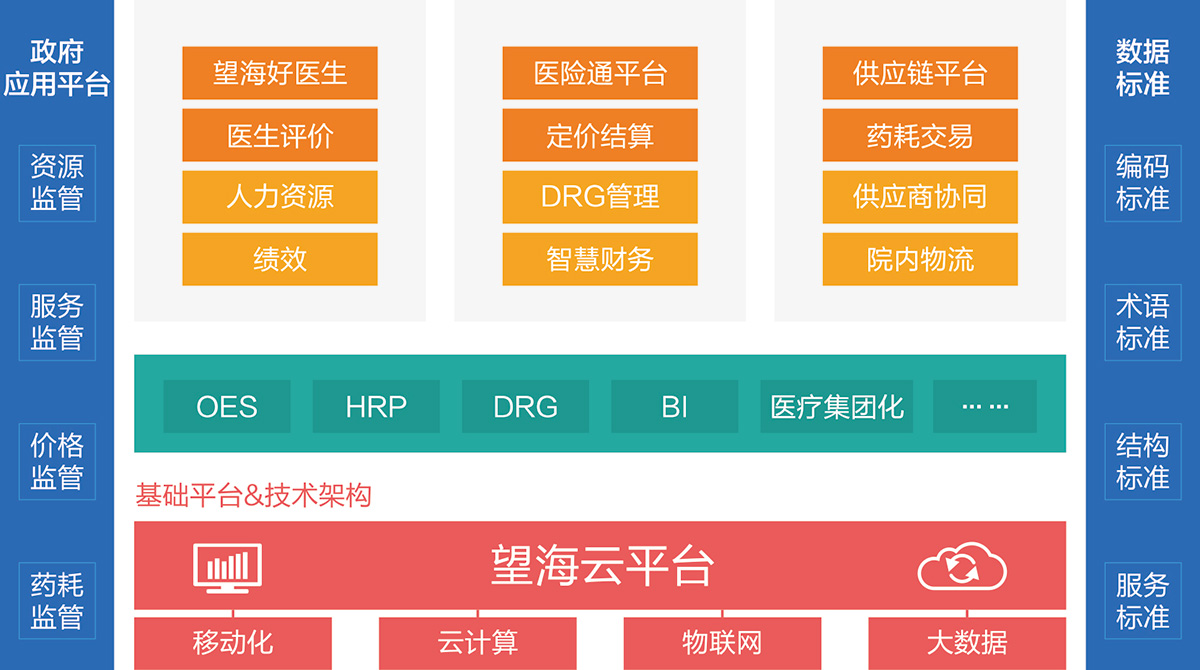 政府
应用平台
资源
监管
服务
监管
价格
监管
药耗
监管
望海好医生
医生评价
人力资源
绩效
医险通平台
定价结算
DRG管理
智慧财务
供应链平台
药耗交易
供应商协同
院内物流
OES
HRP
DRG
BI
医疗集团化
... ...
基础平台&技术架构
望海云平台
移动化
云计算
物联网
大数据
数据
标准
编码
标准
术语
标准
结构
标准
服务
标准